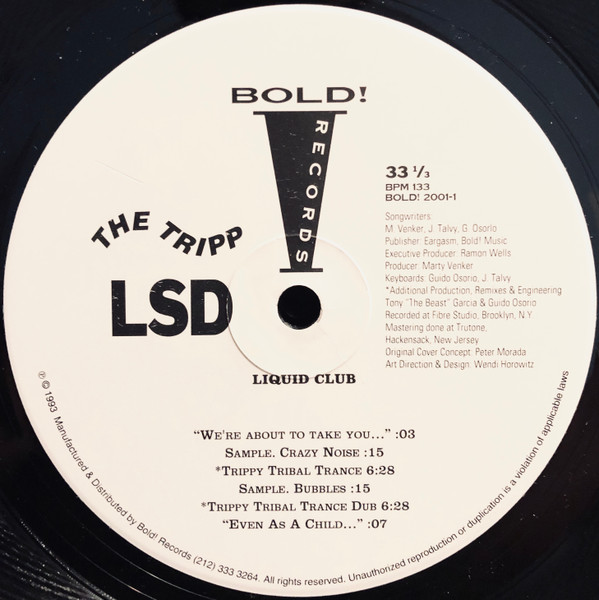 BOLD!
RECORDS
33 1/3
BPM 133
BOLD! 2001-1
THE TRIPP
LSD
Songwriters:
M. Venker, J. Talvy, G. Osorio
Publisher: Eargasm, Bold! Music
Executive Producer: Ramon Wells
Producer: Marty Venker
Keyboards: Guido Osorio, J. Talvy
*Additional Production, Remixes & Engineering
Tony "The Beast" Garcia & Guido Osorio
Recorded at Fibre Studio, Brooklyn, N.Y.
Mastering done at Trutone,
Hackensack, New Jersey
Original Cover Concept: Peter Morada
Art Direction & Design: Wendi Horowitz
LIQUID CLUB
"WE'RE ABOUT TO TAKE YOU..." :03
SAMPLE. CRAZY NOISE :15
*TRIPPY TRIBAL TRANCE 6:28
SAMPLE. BUBBLES :15
*TRIPPY TRIBAL TRANCE DUB 6:28
"EVEN AS A CHILD..." :07
℗ © 1993 Manufactured & Distributed by Bold! Records (212) 333 3264. All rights reserved. Unauthorized reproduction or duplication is a violation of applicable laws